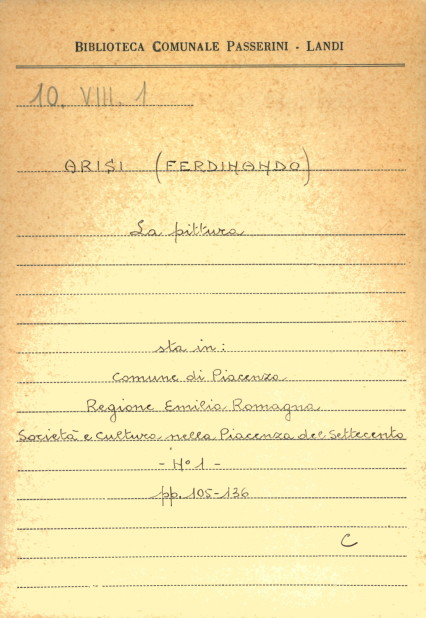 BIBLIOTECA COMUNALE PASSERINI - LANDI
10. VIII. 1
ARISI (FERDINANDO)
La pittura
sta in:
Comune di Piacenza
Regione Emilia Romagna
Società e Cultura nella Piacenza del Settecento
- N° 1 -
pp. 105-136
C